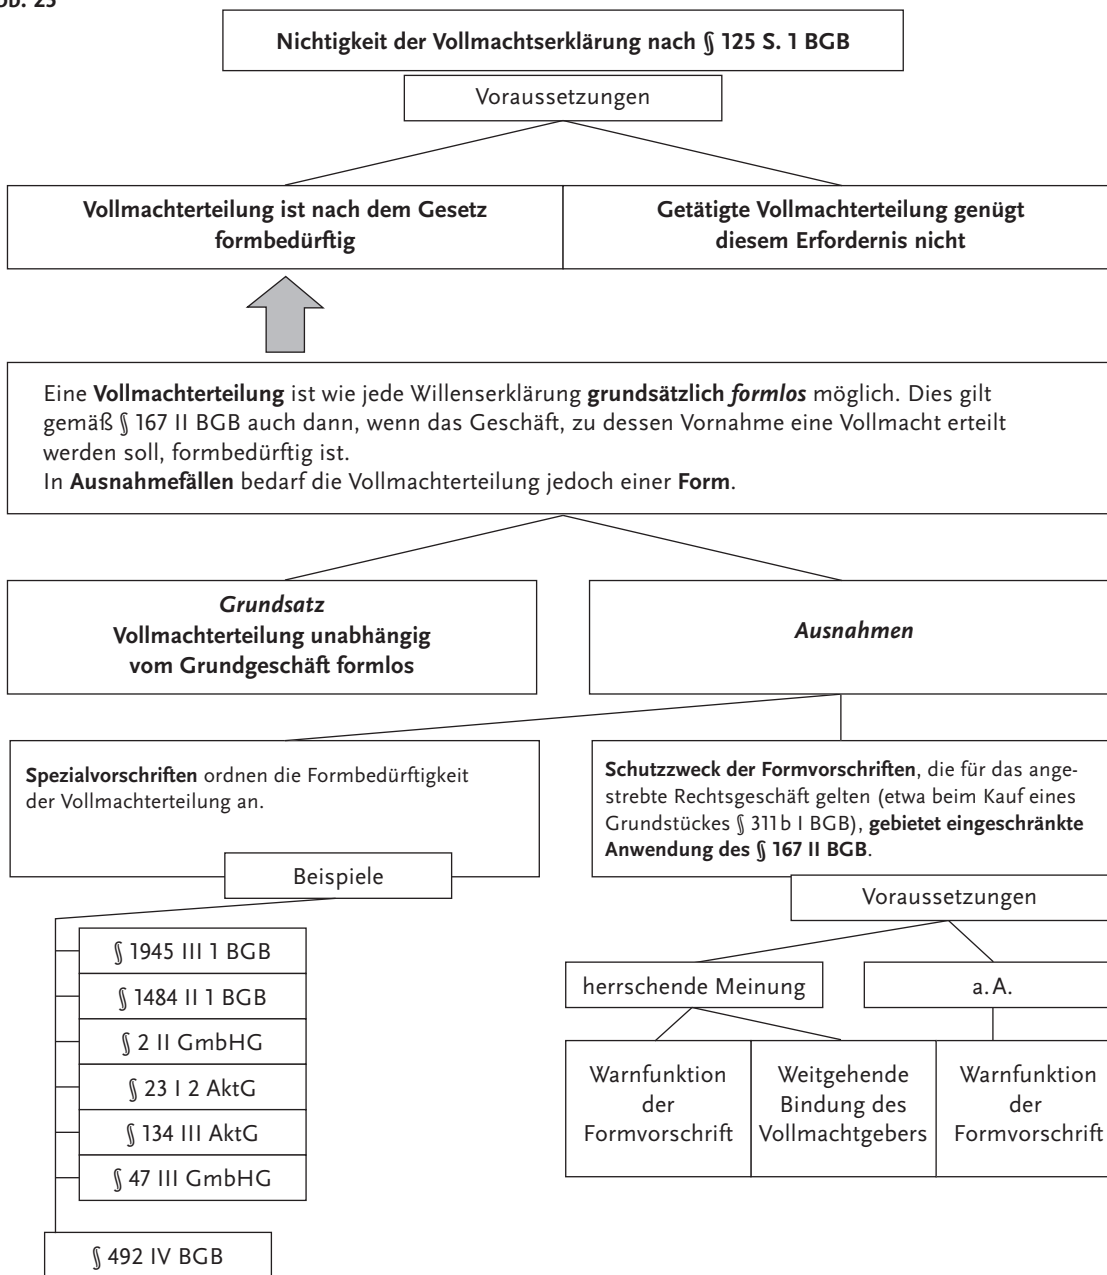 Nichtigkeit der Vollmachtserklärung nach § 125 S. 1 BGB
Voraussetzungen
Vollmachterteilung ist nach dem Gesetz
formbedürftig
Getätigte Vollmachterteilung genügt
diesem Erfordernis nicht
Eine Vollmachterteilung ist wie jede Willenserklärung grundsätzlich formlos möglich. Dies gilt
gemäß § 167 II BGB auch dann, wenn das Geschäft, zu dessen Vornahme eine Vollmacht erteilt
werden soll, formbedürftig ist.
In Ausnahmefällen bedarf die Vollmachterteilung jedoch einer Form.
Grundsatz
Vollmachterteilung unabhängig
vom Grundgeschäft formlos
Ausnahmen
Spezialvorschriften ordnen die Formbedürftigkeit
der Vollmachterteilung an.
Beispiele
§ 1945 III 1 BGB
§ 1484 II 1 BGB
§ 2 II GmbHG
§ 23 I 2 AktG
§ 134 III AktG
§ 47 III GmbHG
§ 492 IV BGB
Schutzzweck der Formvorschriften, die für das ange-
strebte Rechtsgeschäft gelten (etwa beim Kauf eines
Grundstückes § 311b I BGB), gebietet eingeschränkte
Anwendung des § 167 II BGB.
Voraussetzungen
herrschende Meinung
a. A.
Warnfunktion
der
Formvorschrift
Weitgehende
Bindung des
Vollmachtgebers
Warnfunktion
der
Formvorschrift